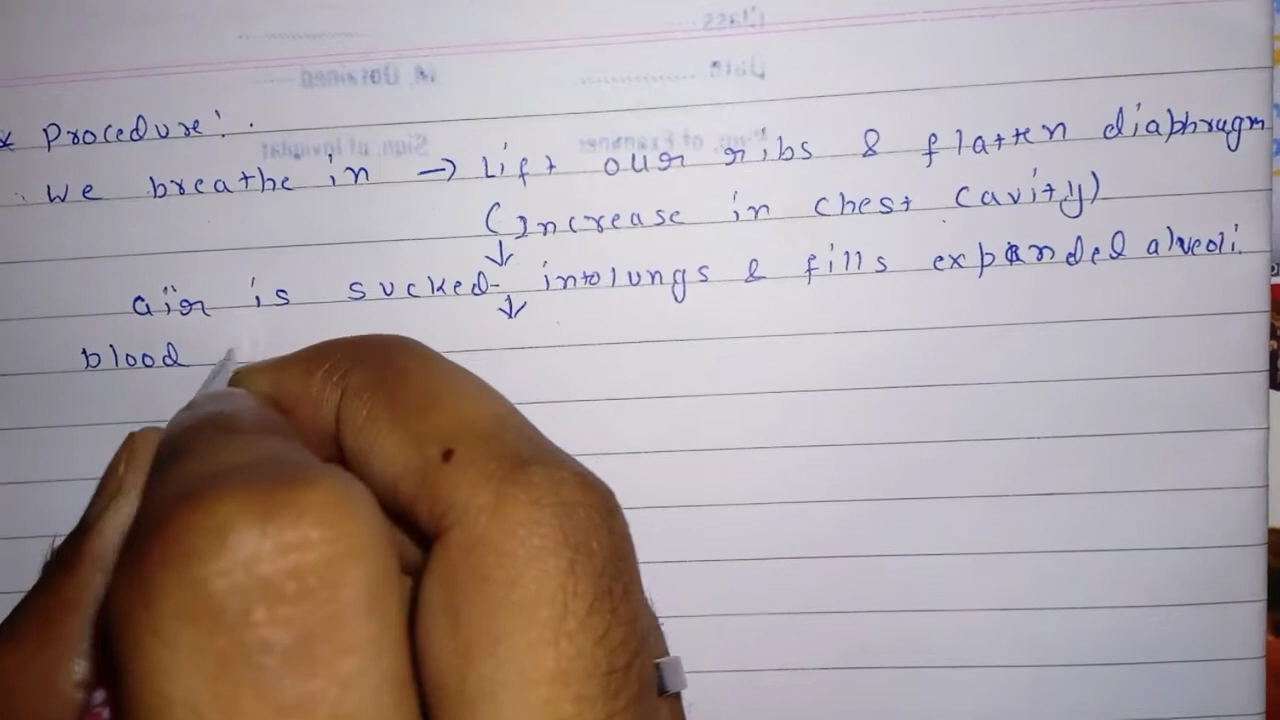 * Procedure:
We breathe in → Lift our ribs & flatten diaphragm
(Increase in chest cavity)
↓
air is sucked into lungs & fills expanded alveoli.
↓
blood